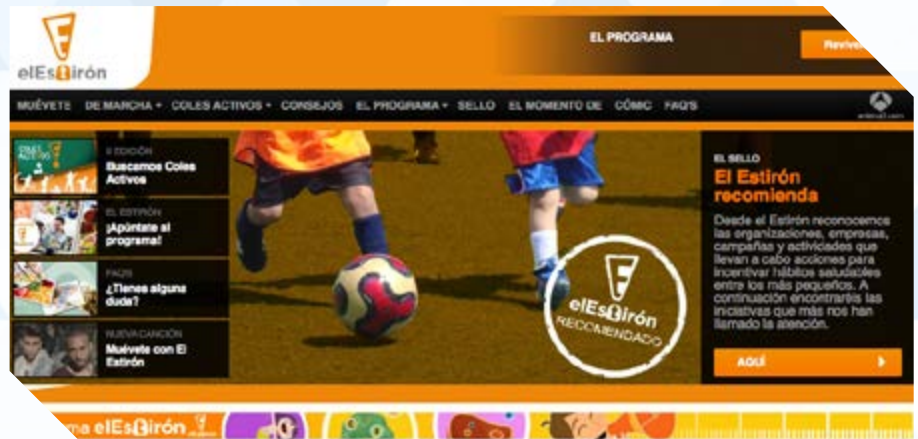 elEstirón
EL PROGRAMA
MUÉVETE DE MARCHA COLES ACTIVOS CONSEJOS EL PROGRAMA SELLO EL MOMENTO DE CÓMIC FAQ'S
II EDICIÓN
Buscamos Coles
Activos
EL ESTIRÓN
¡Apúntate al
programa!
FAQ'S
¿Tienes alguna
duda?
NUEVA CANCIÓN
Muévete con El
Estirón
elEstirón
RECOMENDADO
EL SELLO
El Estirón
recomienda
Desde el Estirón reconocemos
las organizaciones, empresas,
campañas y actividades que
llevan a cabo acciones para
incentivar hábitos saludables
entre los más pequeños. A
continuación encontraréis las
iniciativas que más nos han
llamado la atención.
AQUÍ
elEstirón